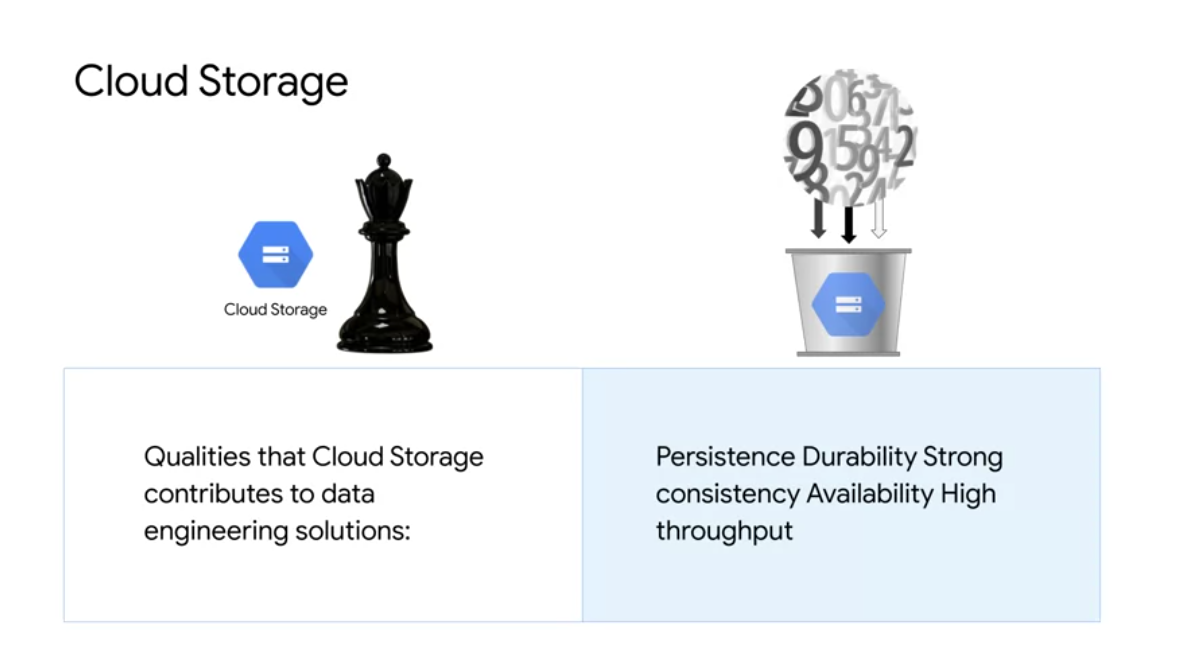 Cloud Storage
Cloud Storage
Qualities that Cloud Storage
contributes to data
engineering solutions:
Persistence Durability Strong
consistency Availability High
throughput